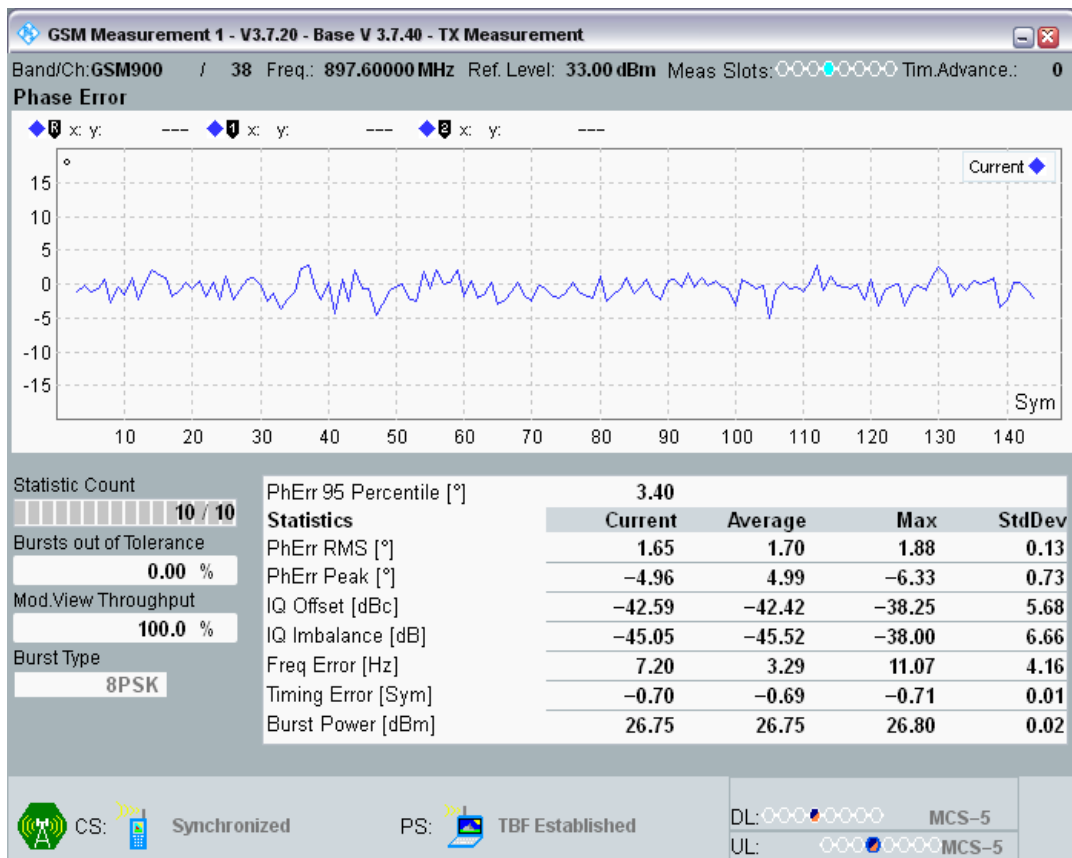 GSM Measurement 1 - V3.7.20 - Base V 3.7.40 - TX Measurement
Band/Ch:GSM900 / 38 Freq.: 897.60000 MHz Ref. Level: 33.00 dBm Meas Slots: Tim.Advance.: 0
Phase Error
R x: y: --- 1 x: y: --- 2 x: y: ---
°
Current
15
10
5
0
-5
-10
-15
Sym
10 20 30 40 50 60 70 80 90 100 110 120 130 140
Statistic Count
10 / 10
Bursts out of Tolerance
0.00 %
Mod.View Throughput
100.0 %
Burst Type
8PSK
PhErr 95 Percentile [°] 3.40
Statistics Current Average Max StdDev
PhErr RMS [°] 1.65 1.70 1.88 0.13
PhErr Peak [°] −4.96 4.99 −6.33 0.73
IQ Offset [dBc] −42.59 −42.42 −38.25 5.68
IQ Imbalance [dB] −45.05 −45.52 −38.00 6.66
Freq Error [Hz] 7.20 3.29 11.07 4.16
Timing Error [Sym] −0.70 −0.69 −0.71 0.01
Burst Power [dBm] 26.75 26.75 26.80 0.02
CS: Synchronized PS: TBF Established
DL: MCS−5
UL: MCS−5